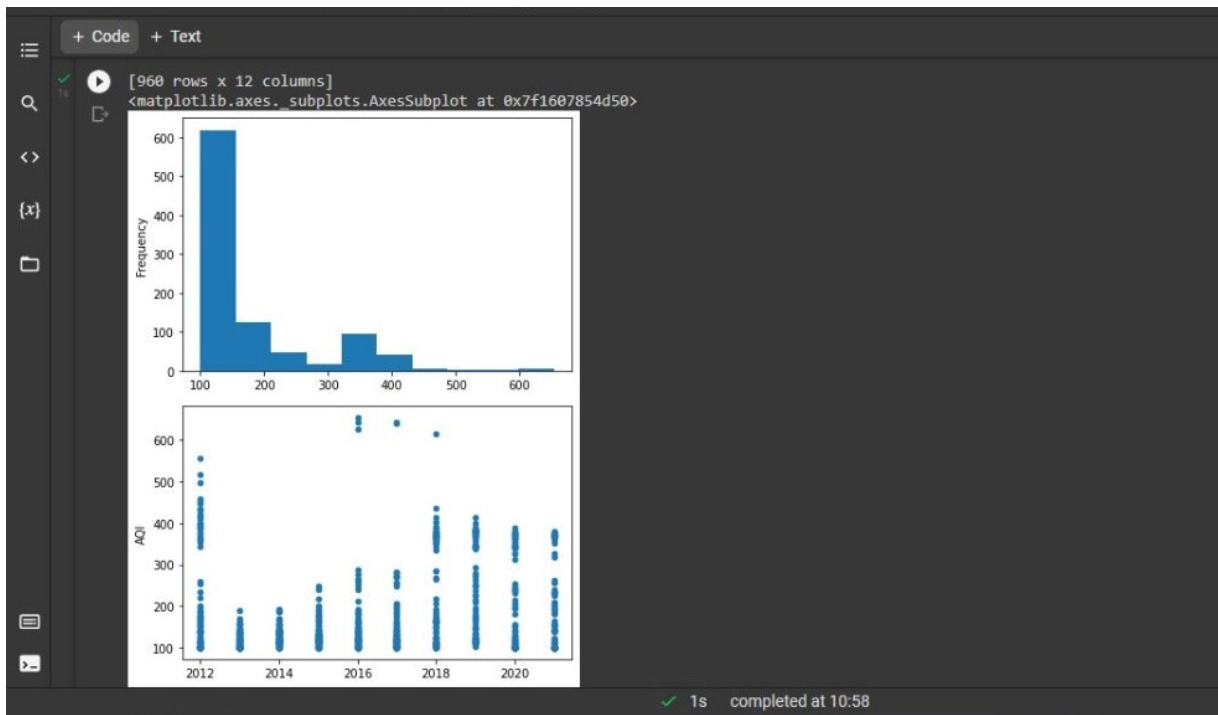 + Code + Text
[960 rows x 12 columns]
<matplotlib.axes._subplots.AxesSubplot at 0x7f1607854d50>
1s
{x}
600
500
400
300
200
100
0
Frequency
100 200 300 400 500 600
600
500
400
300
200
100
AQI
2012 2014 2016 2018 2020
1s completed at 10:58